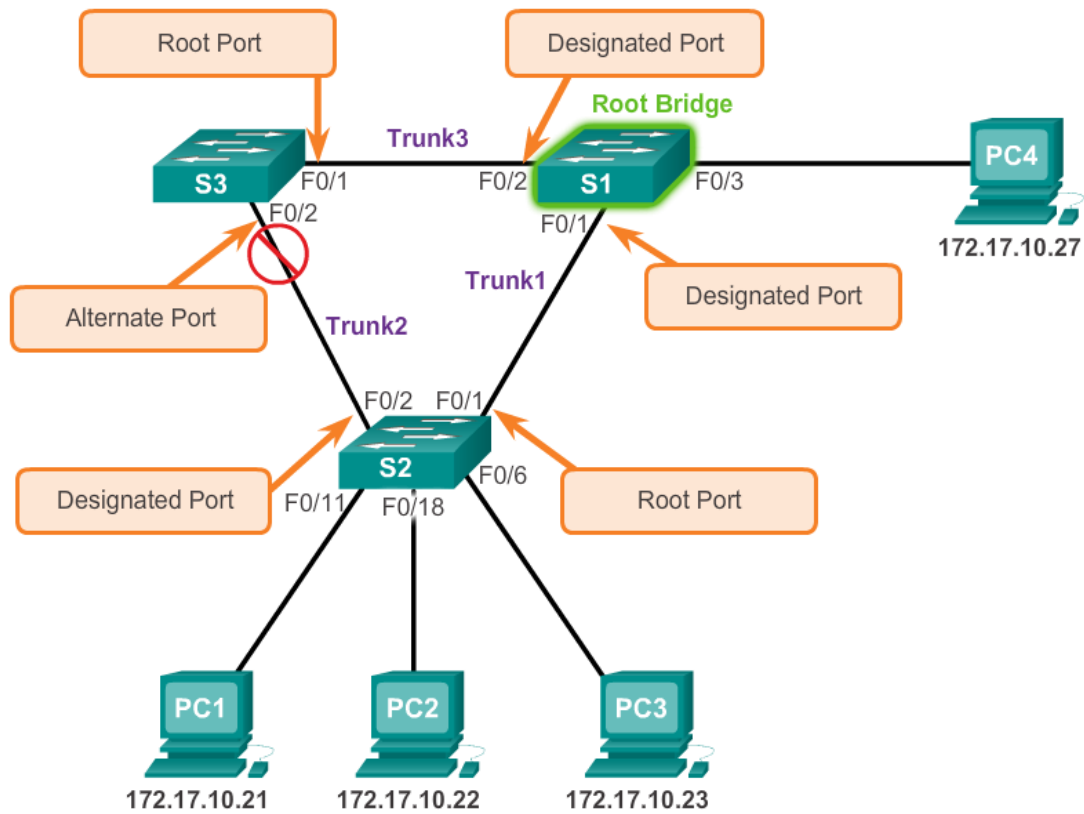 Root Port
Designated Port
Root Bridge
Trunk3
S3
F0/1
F0/2
S1
F0/3
PC4
172.17.10.27
F0/2
F0/1
Alternate Port
Trunk1
Designated Port
Trunk2
F0/2
F0/1
S2
F0/6
Designated Port
F0/11
F0/18
Root Port
PC1
PC2
PC3
172.17.10.21
172.17.10.22
172.17.10.23